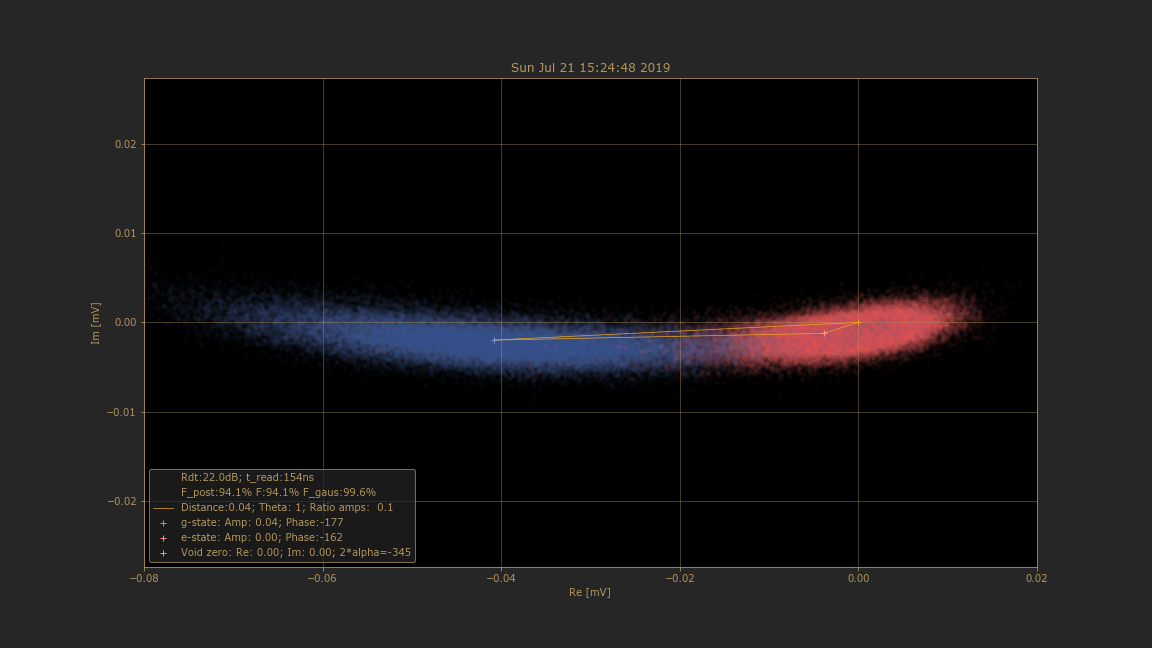 Sun Jul 21 15:24:48 2019
0.02
0.01
0.00
−0.01
−0.02
Im [mV]
Rdt:22.0dB; t_read:154ns
F_post:94.1% F:94.1% F_gaus:99.6%
Distance:0.04; Theta: 1; Ratio amps:  0.1
g-state: Amp: 0.04; Phase:-177
e-state: Amp: 0.00; Phase:-162
Void zero: Re: 0.00; Im: 0.00; 2*alpha=-345
−0.08 −0.06 −0.04 −0.02 0.00 0.02
Re [mV]